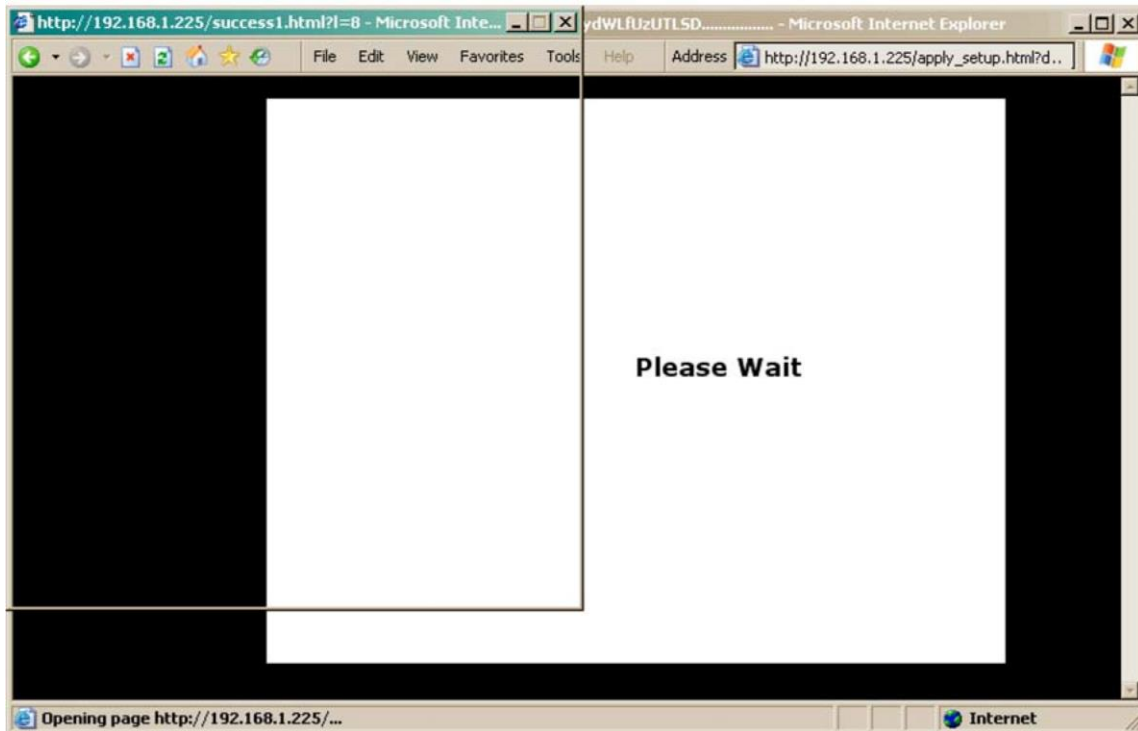 http://192.168.1.225/success1.html?l=8 - Microsoft Inte... ydWLfUzUTLSD................. - Microsoft Internet Explorer
File Edit View Favorites Tools Help Address http://192.168.1.225/apply_setup.html?d..
Please Wait
Opening page http://192.168.1.225/... Internet